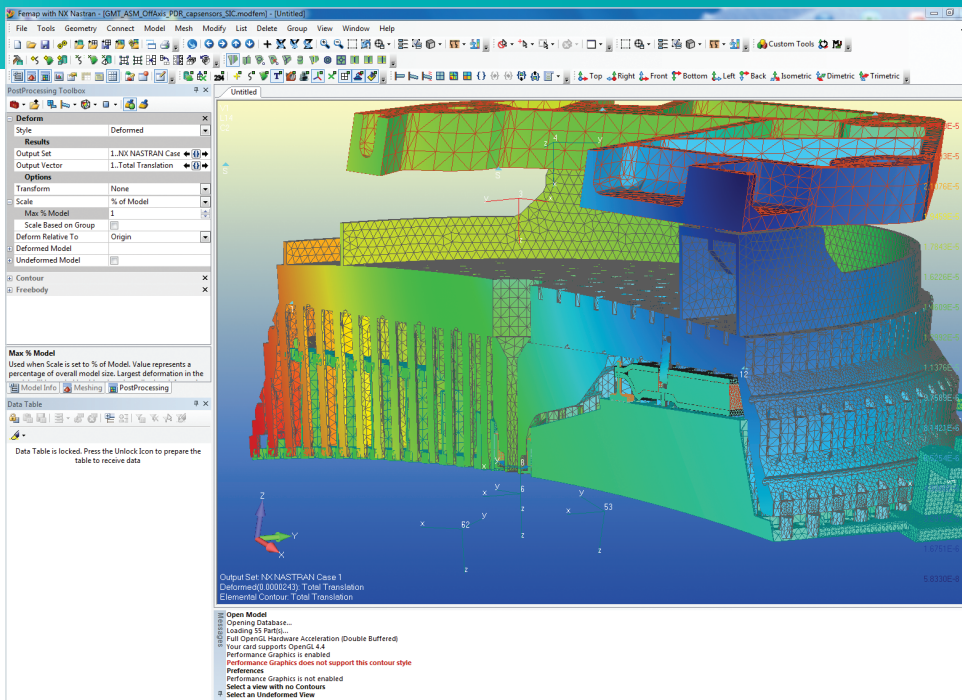 Femap with NX Nastran - [GMT_ASM_OffAxis_PDR_capsensors_SIC.modfem] - [Untitled]
File Tools Geometry Connect Model Mesh Modify List Delete Group View Window Help
Custom Tools
Top Right Front Bottom Left Back Isometric Dimetric Trimetric
PostProcessing Toolbox
Untitled
Deform
Style Deformed
Results
Output Set 1..NX NASTRAN Case
Output Vector 1..Total Translation
Options
Transform None
Scale % of Model
Max % Model 1
Scale Based on Group
Deform Relative To Origin
Deformed Model
Undeformed Model
Contour
Freebody
Max % Model
Used when Scale is set to % of Model. Value represents a
percentage of overall model size. Largest deformation in the
Model Info Meshing PostProcessing
Data Table
Data Table is locked. Press the Unlock Icon to prepare the
table to receive data
4 y
12
1.1376E
8
x y
6
y
z
x
62
z
y
x
53
z
z
Z
Y
X
Output Set: NX NASTRAN Case 1
Deformed(0.0000243): Total Translation
Elemental Contour: Total Translation
Messages
Open Model
Opening Database...
Loading 55 Part(s)...
Full OpenGL Hardware Acceleration (Double Buffered)
Your card supports OpenGL 4.4
Performance Graphics is enabled
Performance Graphics does not support this contour style
Preferences
Performance Graphics is not enabled
Select a view with no Contours
Select an Undeformed View